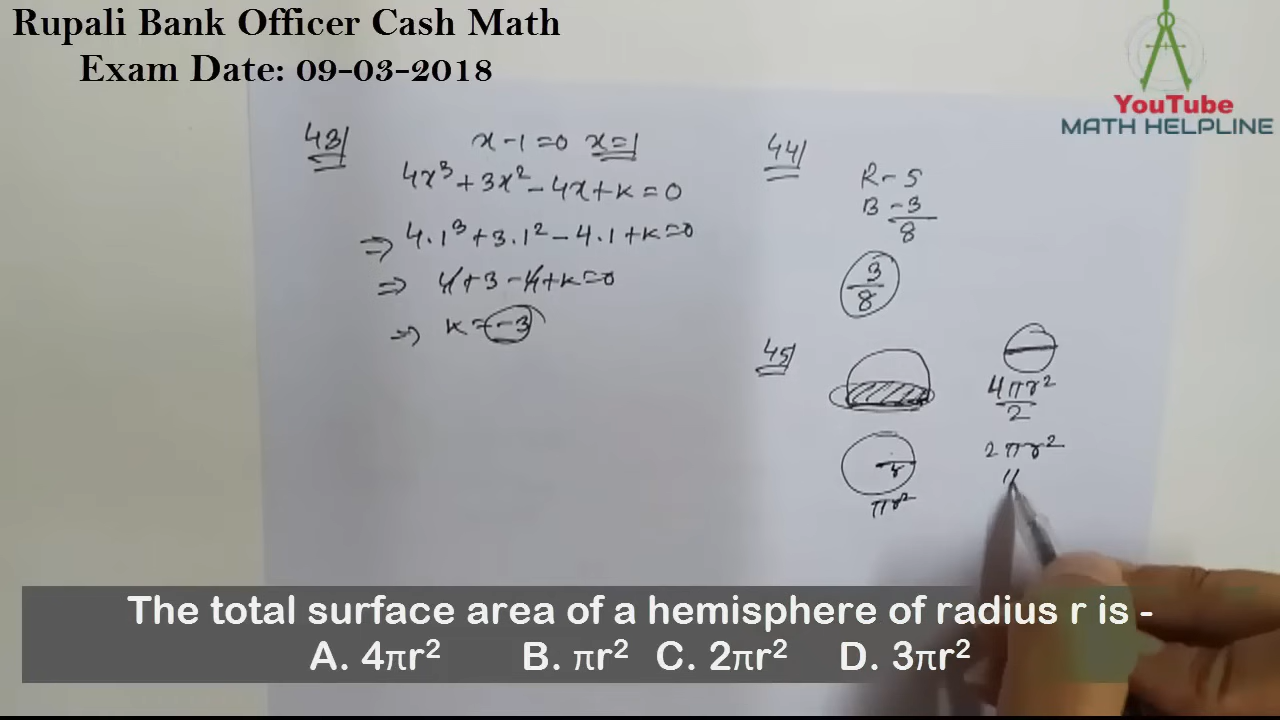 Rupali Bank Officer Cash Math
Exam Date: 09-03-2018
YouTube
MATH HELPLINE
43/
x - 1 = 0 x = 1
4x³ + 3x² - 4x + k = 0
⇒ 4.1³ + 3.1² - 4.1 + k = 0
⇒ 4 + 3 - 4 + k = 0
⇒ k = -3
44/
R - 5
B - 3
8
3
8
45/
4πr²
2
2πr²
r
πr²
The total surface area of a hemisphere of radius r is -
A. 4πr² B. πr² C. 2πr² D. 3πr²